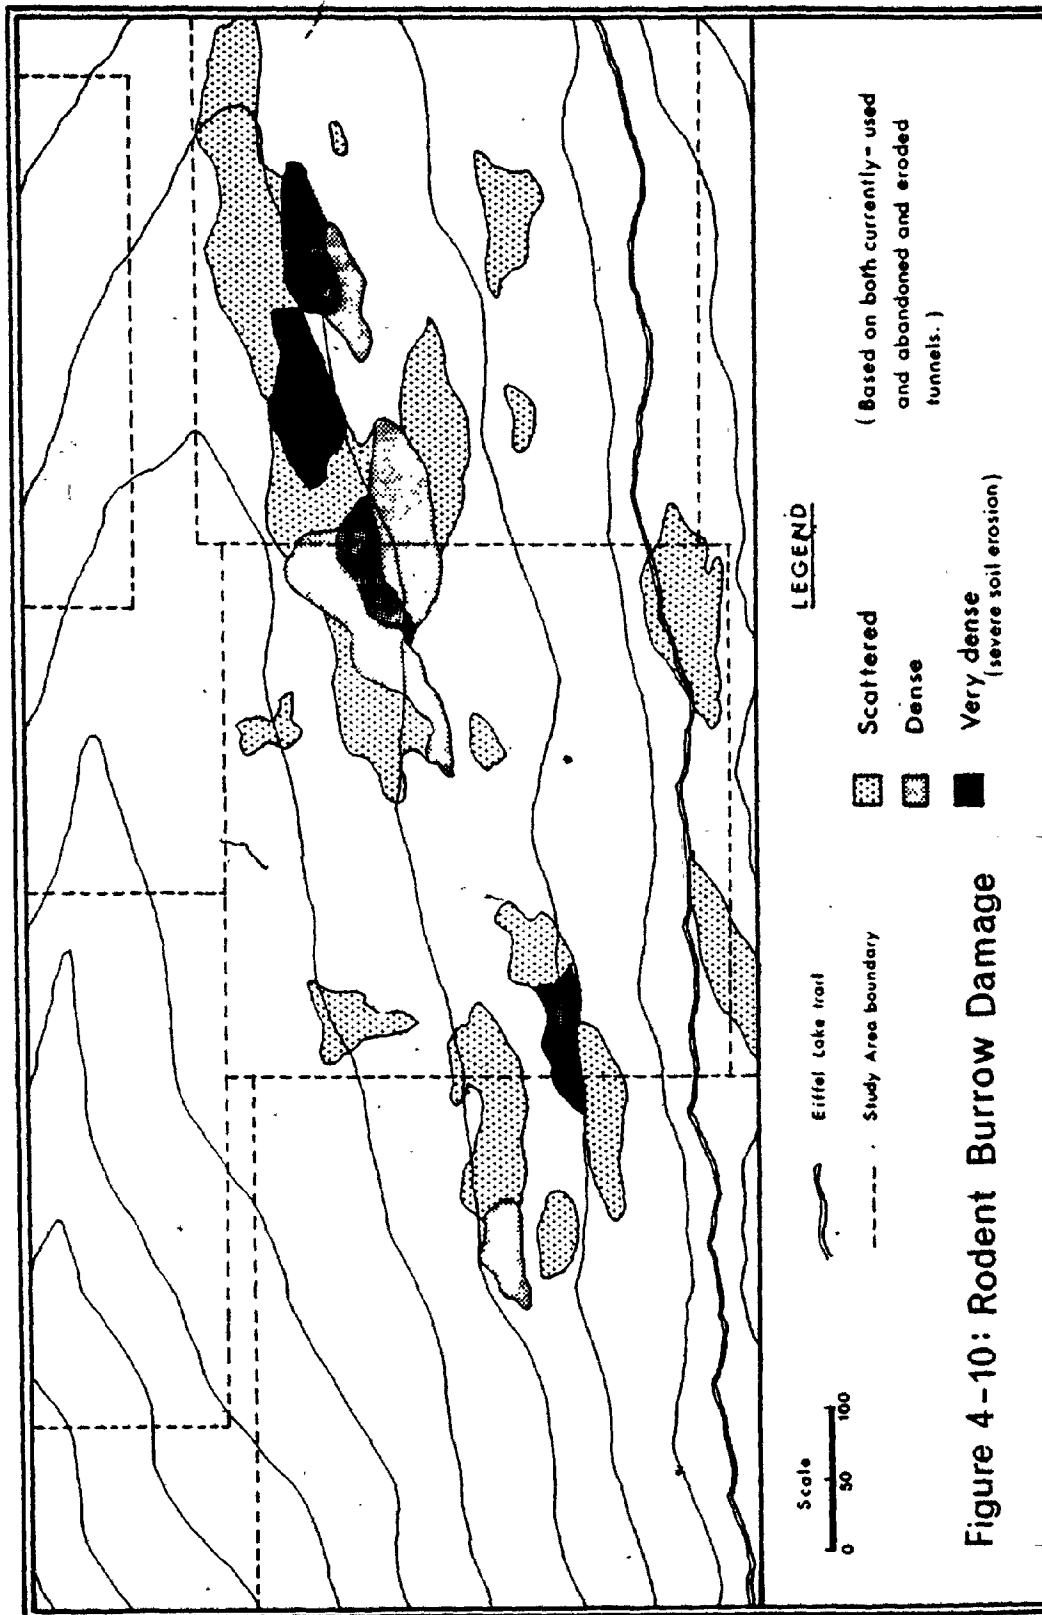 LEGEND
Scattered
Dense
Very dense
(severe soil erosion)
(Based on both currently-used
and abandoned and eroded
tunnels.)
Eiffel Lake trail
Study Area boundary
Scale
0 50 100
Figure 4-10: Rodent Burrow Damage